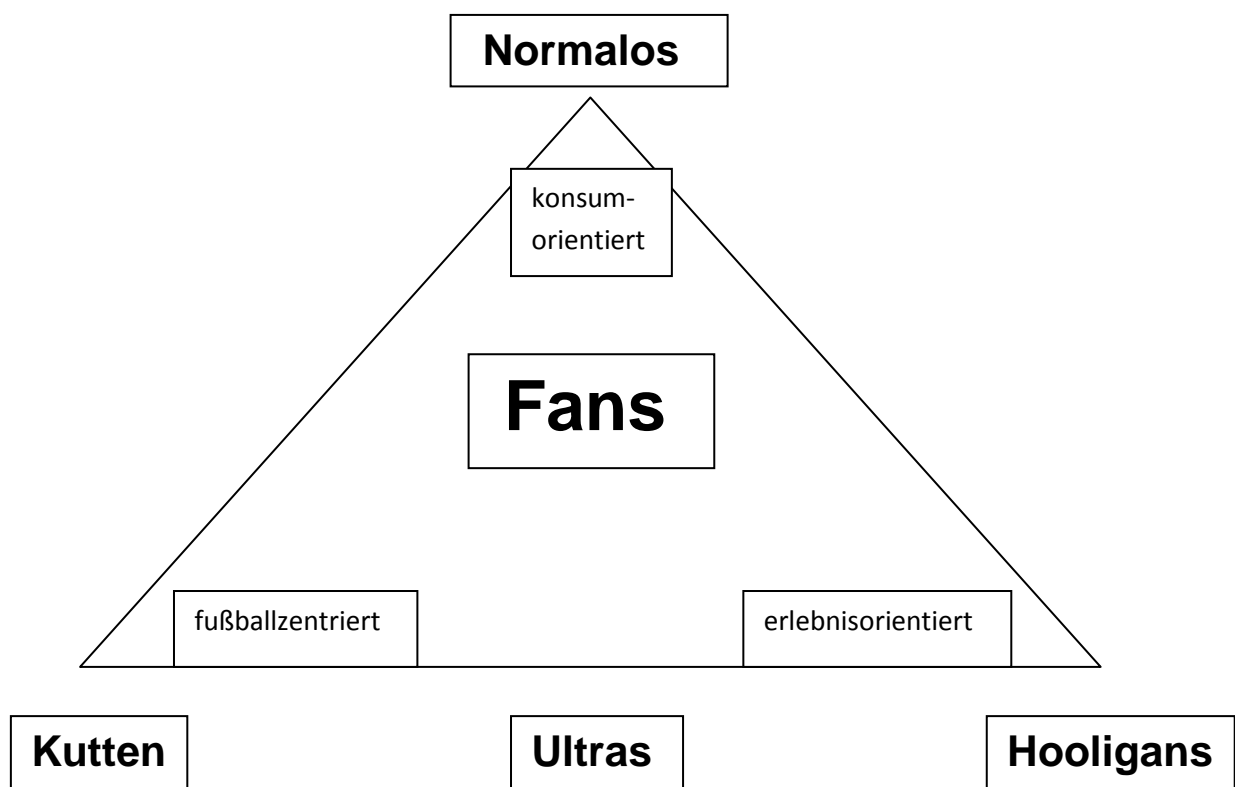 Normalos
konsum-
orientiert
Fans
fußballzentriert
erlebnisorientiert
Kutten
Ultras
Hooligans